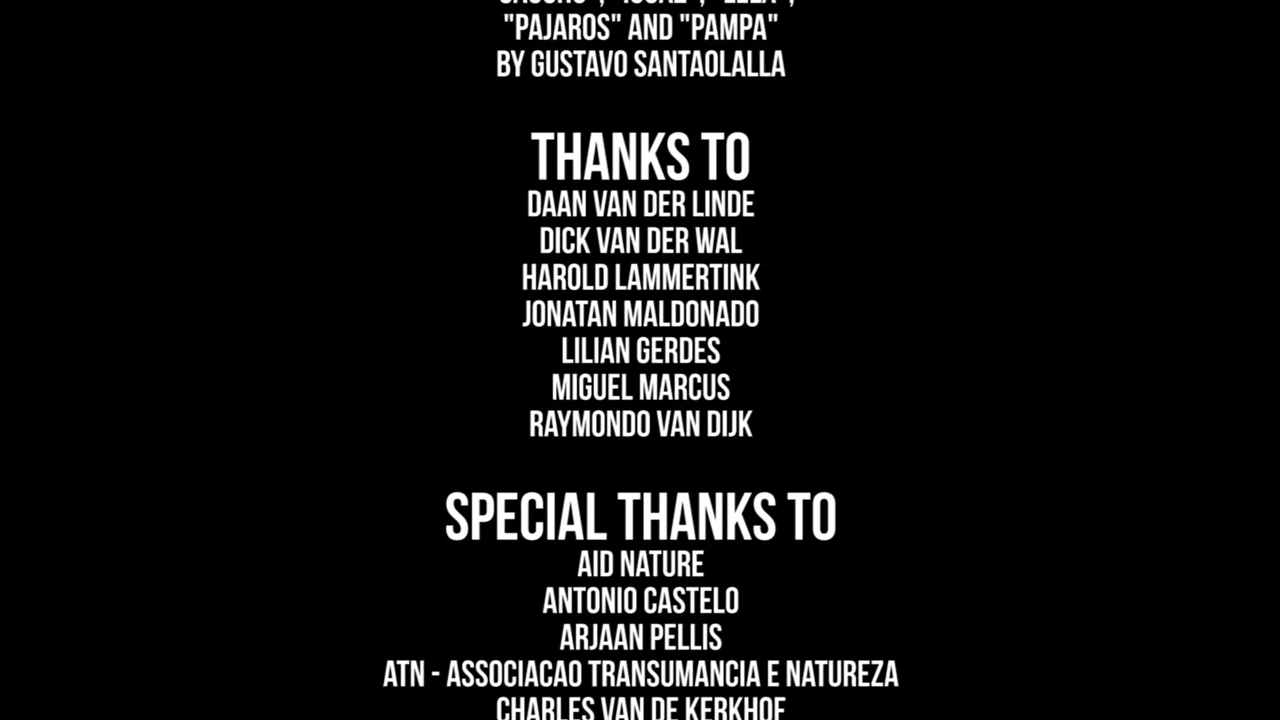 "PAJAROS" AND "PAMPA"
BY GUSTAVO SANTAOLALLA
THANKS TO
DAAN VAN DER LINDE
DICK VAN DER WAL
HAROLD LAMMERTINK
JONATAN MALDONADO
LILIAN GERDES
MIGUEL MARCUS
RAYMONDO VAN DIJK
SPECIAL THANKS TO
AID NATURE
ANTONIO CASTELO
ARJAAN PELLIS
ATN - ASSOCIACAO TRANSUMANCIA E NATUREZA
CHARLES VAN DE KERKHOF